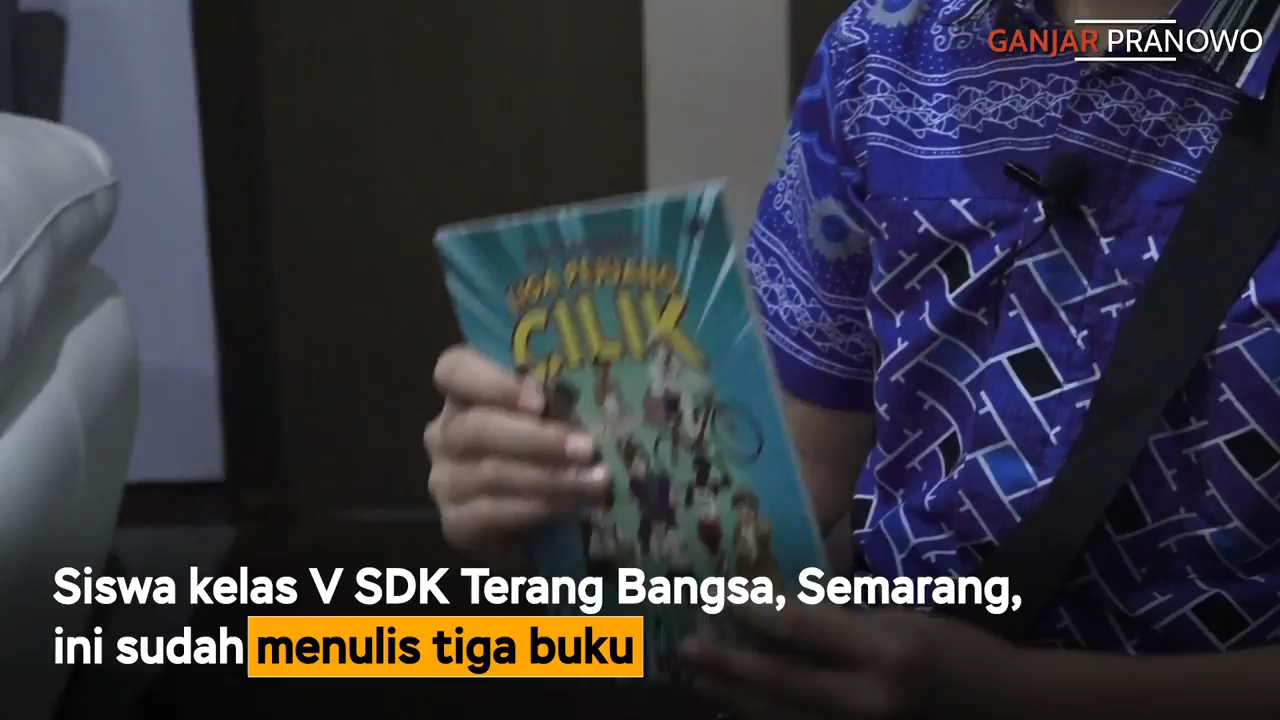 GANJAR PRANOWO
CILIK
Siswa kelas V SDK Terang Bangsa, Semarang,
ini sudah menulis tiga buku